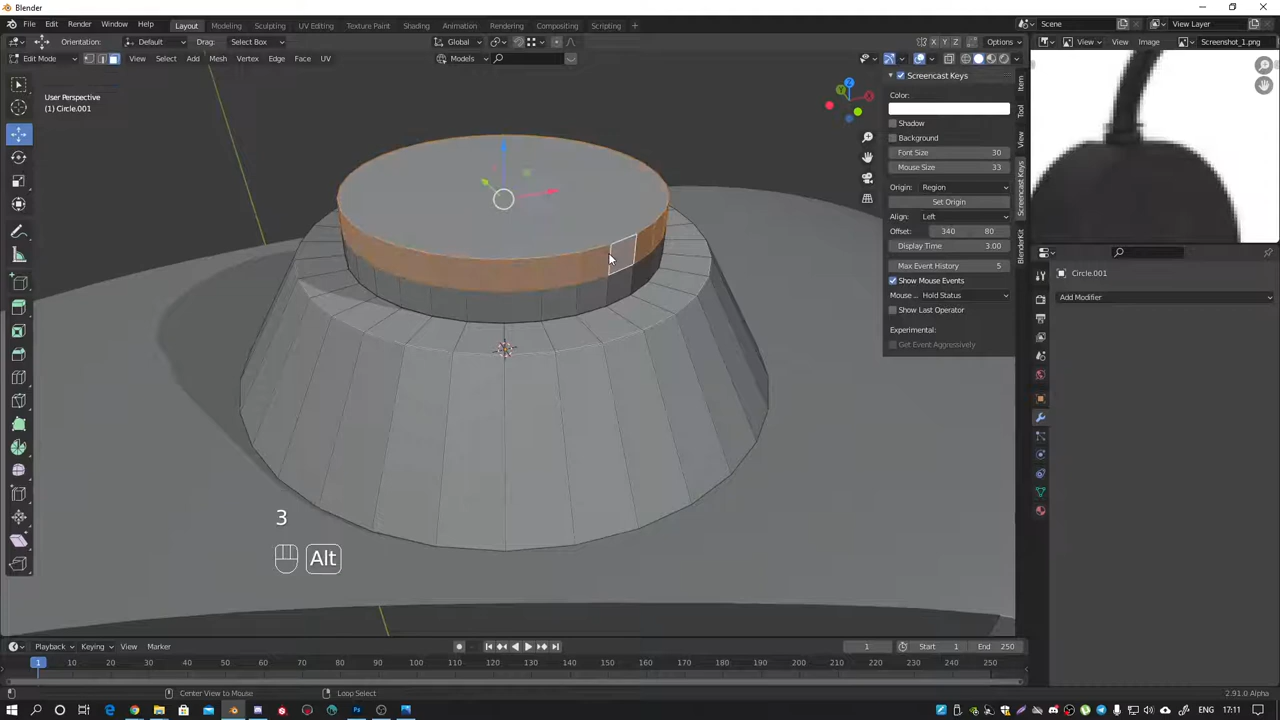 Blender
File Edit Render Window Help Layout Modeling Sculpting UV Editing Texture Paint Shading Animation Rendering Compositing Scripting + Scene View Layer
Orientation: Default Drag: Select Box Global X Y Z Options View View Image Screenshot_1.png
Edit Mode View Select Add Mesh Vertex Edge Face UV Models
User Perspective
(1) Circle.001
Screencast Keys
Color:
Shadow
Background
Font Size 30
Mouse Size 33
Origin: Region
Set Origin
Align: Left
Offset: 340 80
Display Time 3.00
Max Event History 5
Show Mouse Events
Mouse ... Hold Status
Show Last Operator
Experimental:
Get Event Aggressively
Item
Tool
View
Screencast Keys
BlenderKit
Z
Y
X
Circle.001
Add Modifier
3
Alt
Playback Keying View Marker 1 Start 1 End 250
1 10 20 30 40 50 60 70 80 90 100 110 120 130 140 150 160 170 180 190 200 210 220 230 240 250
Center View to Mouse Loop Select 2.91.0 Alpha
ENG 17:11